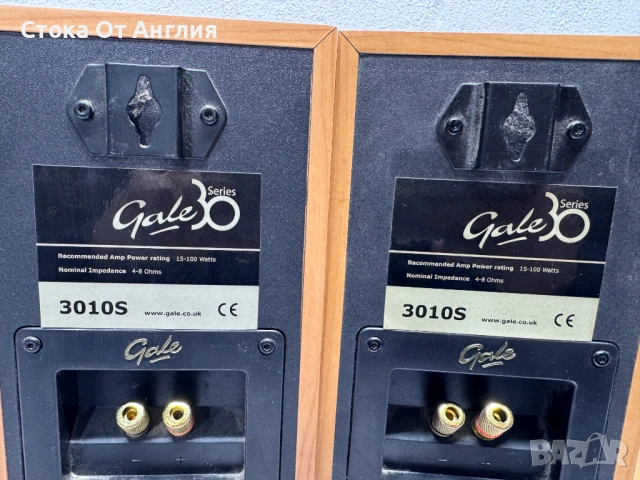 Стока От Англия
Gale 30 Series
Recommended Amp Power rating 15-100 Watts
Nominal Impedance 4-8 Ohms
3010S www.gale.co.uk CE
Gale
Gale 30 Series
Recommended Amp Power rating 15-100 Watts
Nominal Impedance 4-8 Ohms
3010S www.gale.co.uk CE
Gale
BAZAR